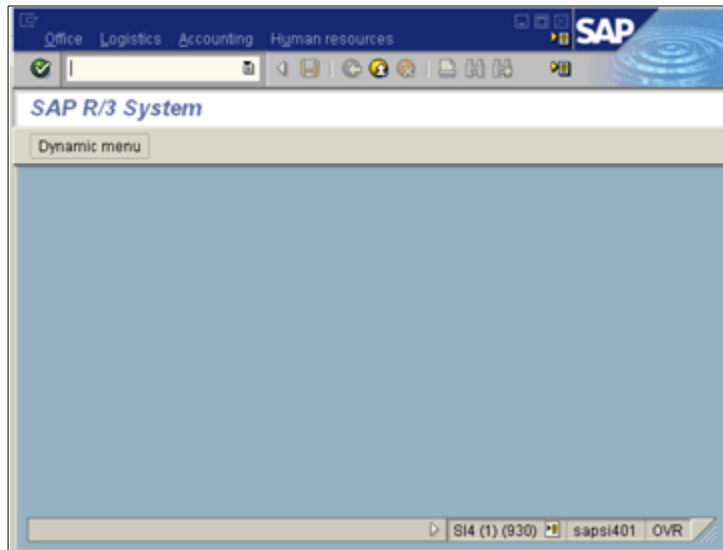 Office Logistics Accounting Human resources
SAP
SAP R/3 System
Dynamic menu
SI4 (1) (930) sapsi401 OVR